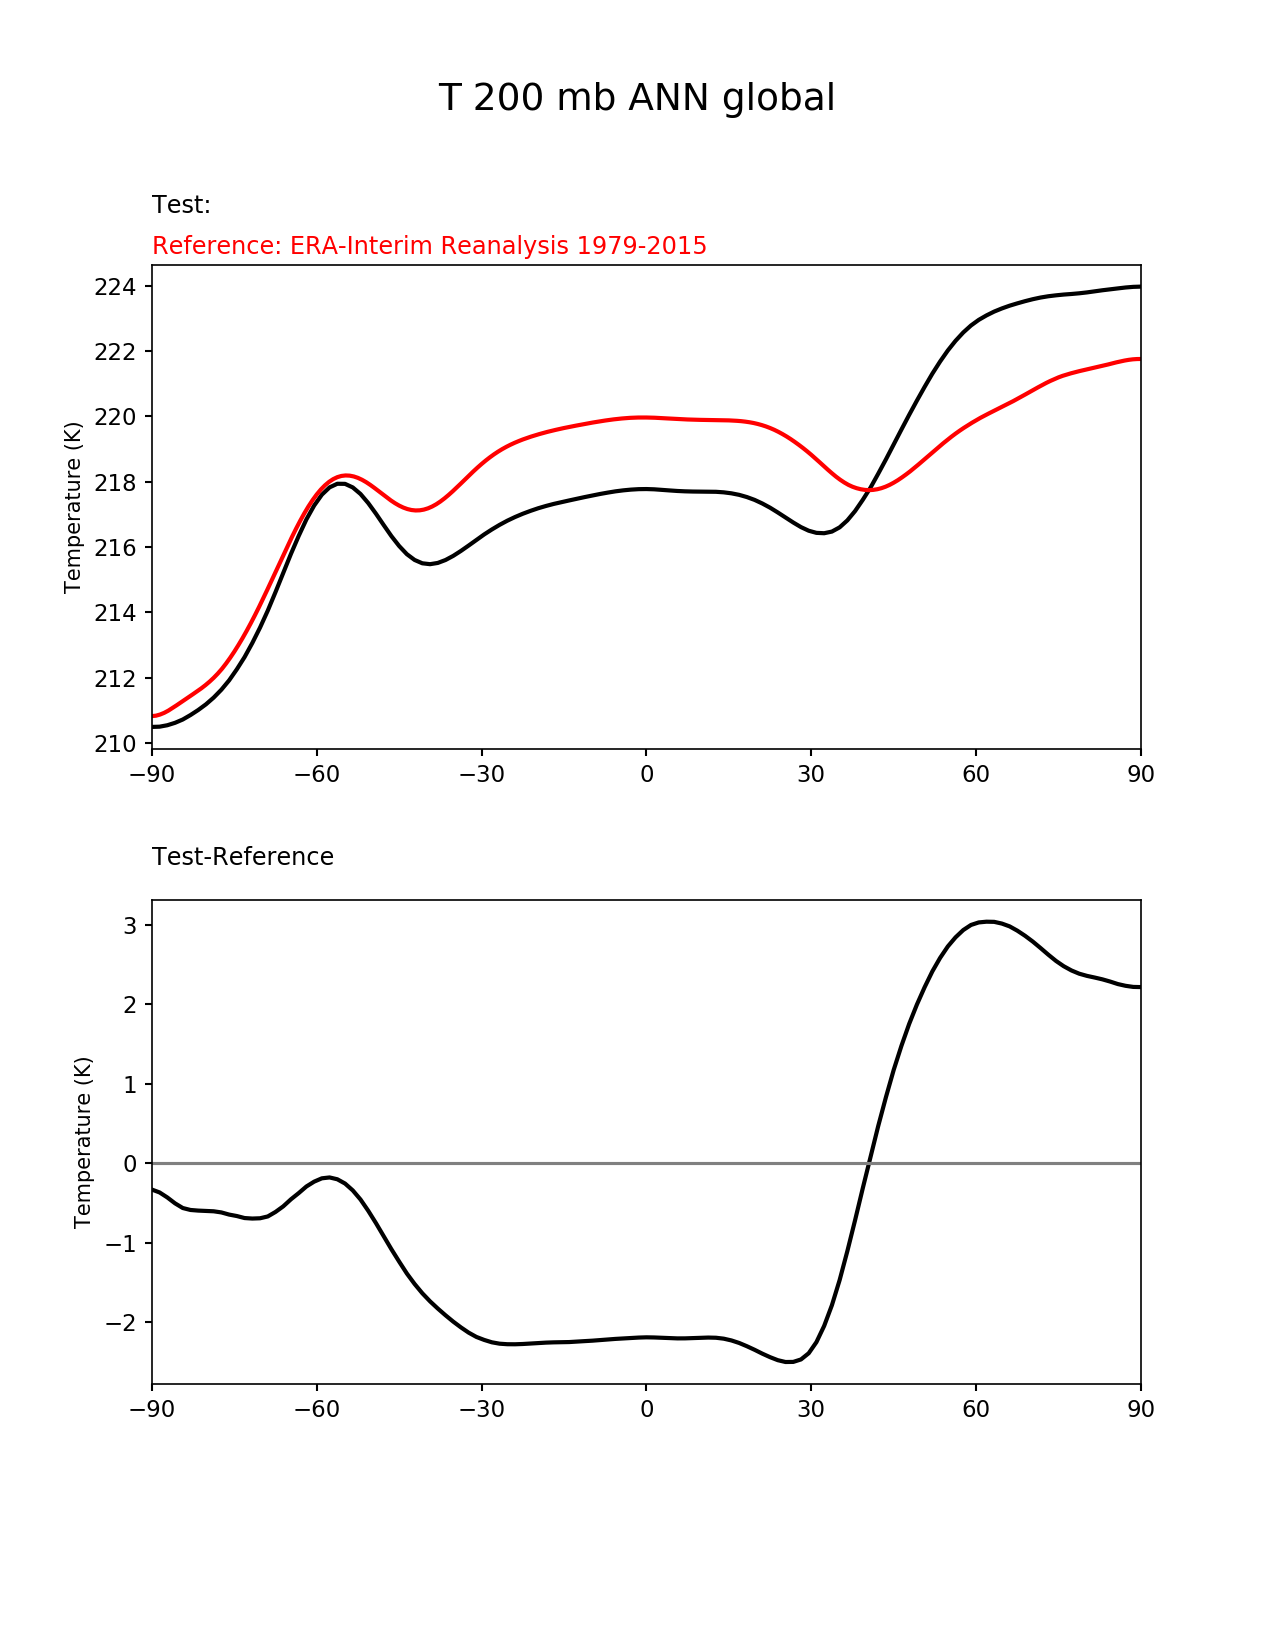 T 200 mb ANN global
Test:
Reference: ERA-Interim Reanalysis 1979-2015
Temperature (K)
224
222
220
218
216
214
212
210
−90 −60 −30 0 30 60 90
Test-Reference
Temperature (K)
3
2
1
0
−1
−2
−90 −60 −30 0 30 60 90